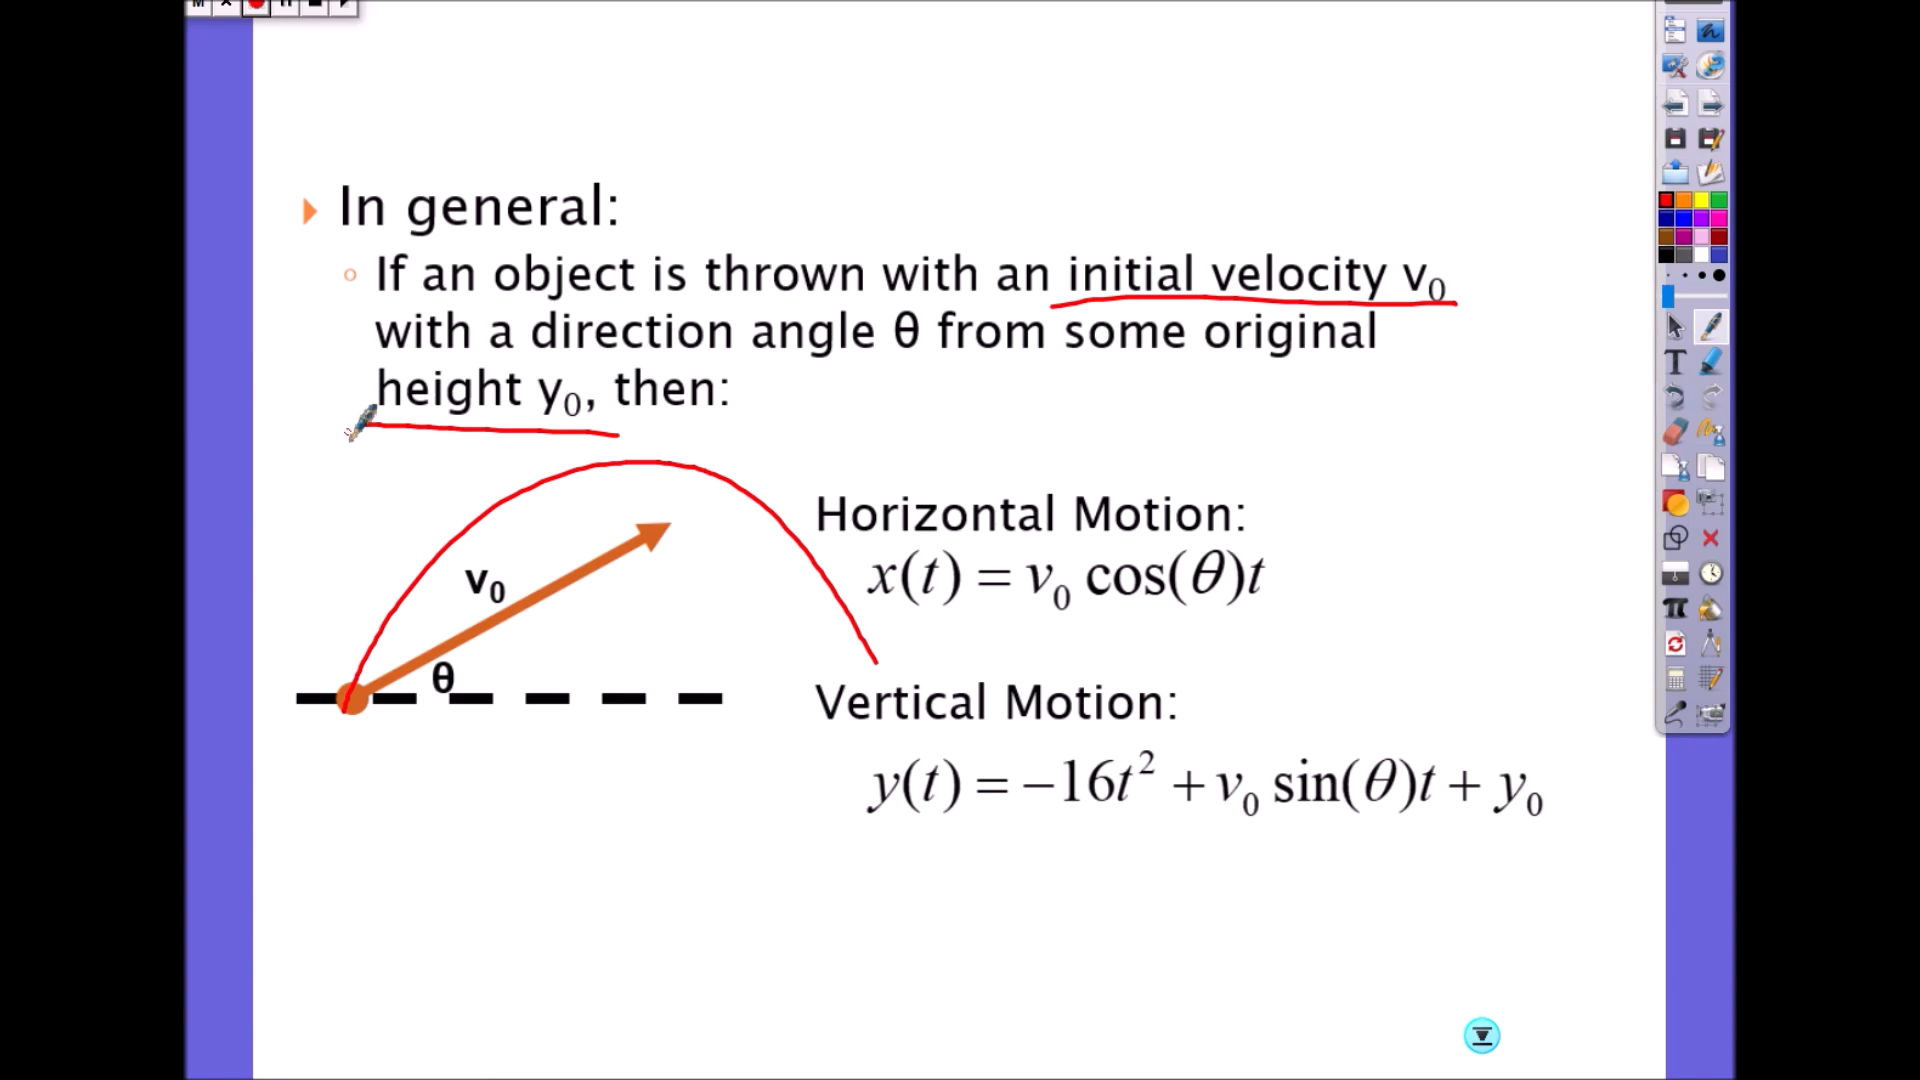 In general:
If an object is thrown with an initial velocity v₀
with a direction angle θ from some original
height y₀, then:
Horizontal Motion:
x(t) = v₀ cos(θ)t
v₀
θ
Vertical Motion:
y(t) = −16t² + v₀ sin(θ)t + y₀